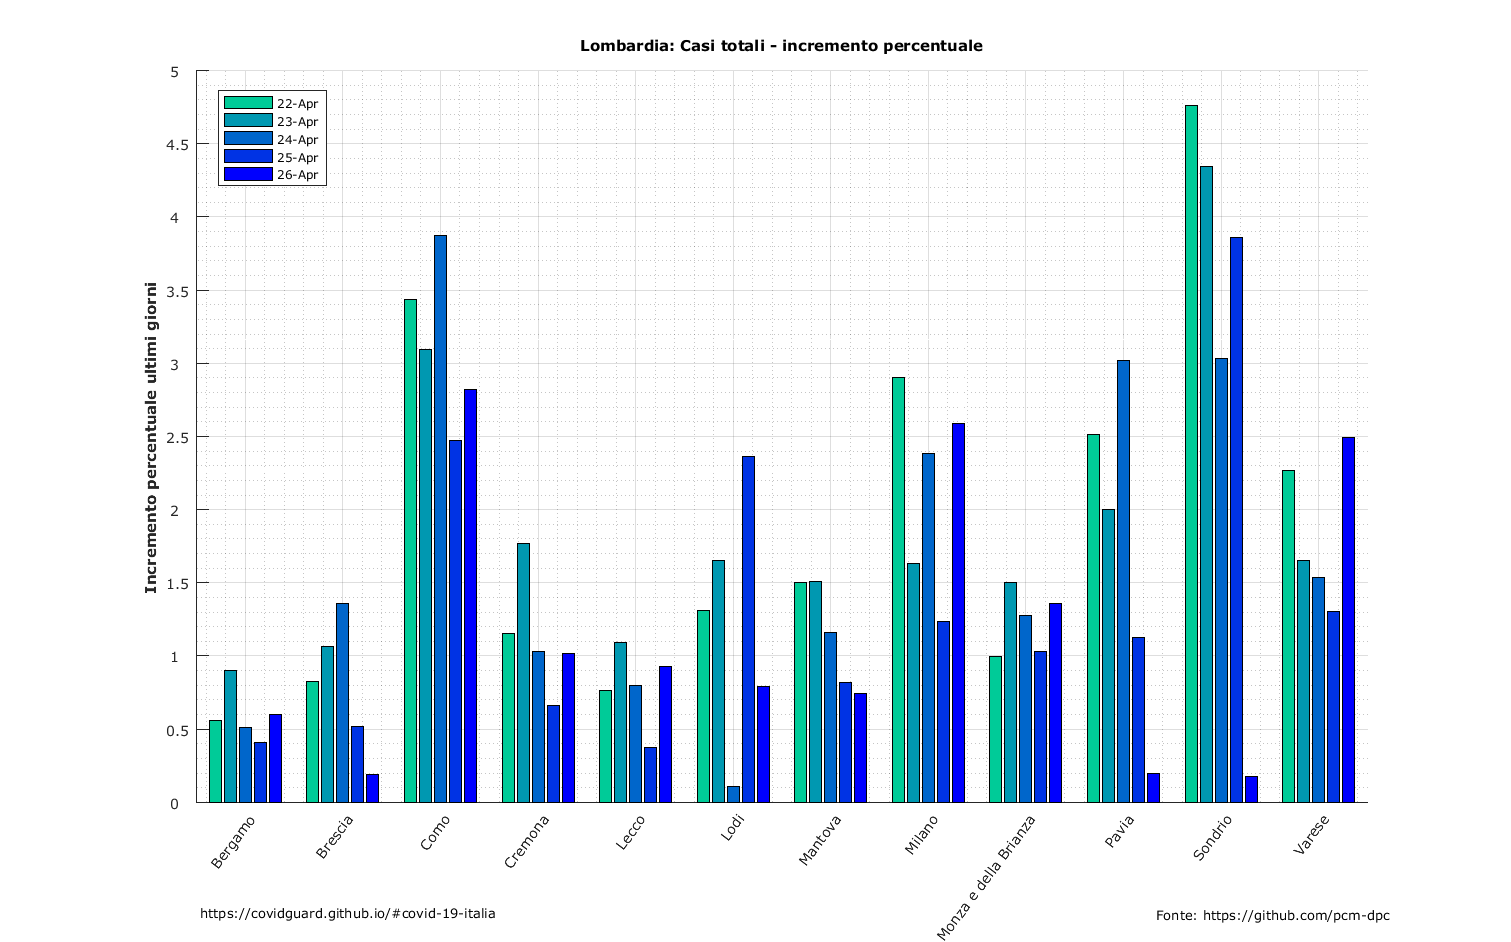 Lombardia: Casi totali - incremento percentuale
5
4.5
4
3.5
3
2.5
2
1.5
1
0.5
0
Incremento percentuale ultimi giorni
22-Apr
23-Apr
24-Apr
25-Apr
26-Apr
Bergamo
Brescia
Como
Cremona
Lecco
Lodi
Mantova
Milano
Monza e della Brianza
Pavia
Sondrio
Varese
https://covidguard.github.io/#covid-19-italia
Fonte: https://github.com/pcm-dpc